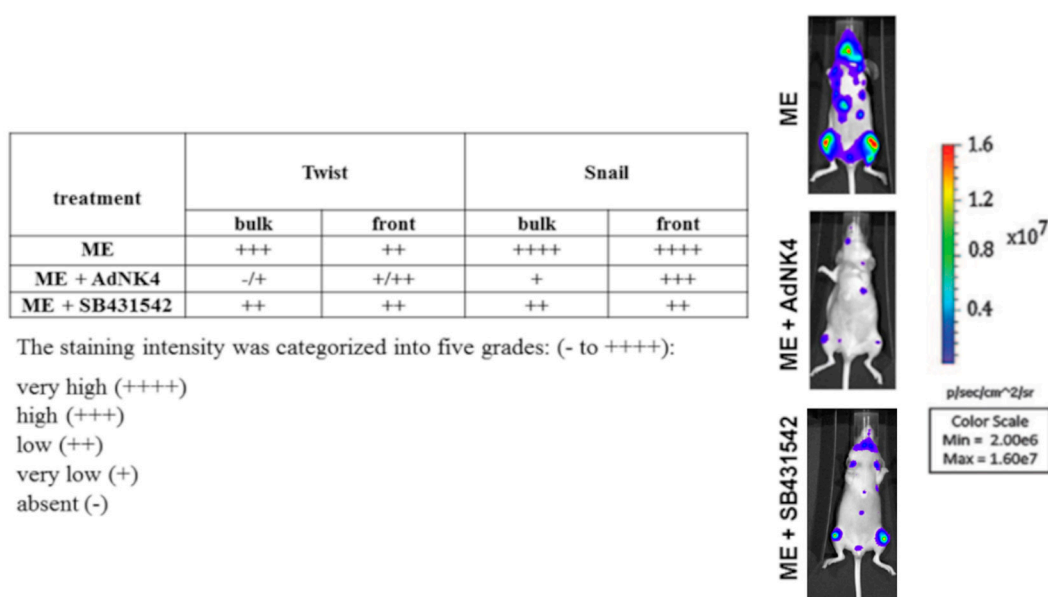 treatment Twist Snail
bulk front bulk front
ME +++ ++ ++++ ++++
ME + AdNK4 -/+ +/++ + +++
ME + SB431542 ++ ++ ++ ++
The staining intensity was categorized into five grades: (- to ++++):
very high (++++)
high (+++)
low (++)
very low (+)
absent (-)
ME
ME + AdNK4
ME + SB431542
1.6
1.2
0.8
x10^7
0.4
p/sec/cm^2/sr
Color Scale
Min = 2.00e6
Max = 1.60e7